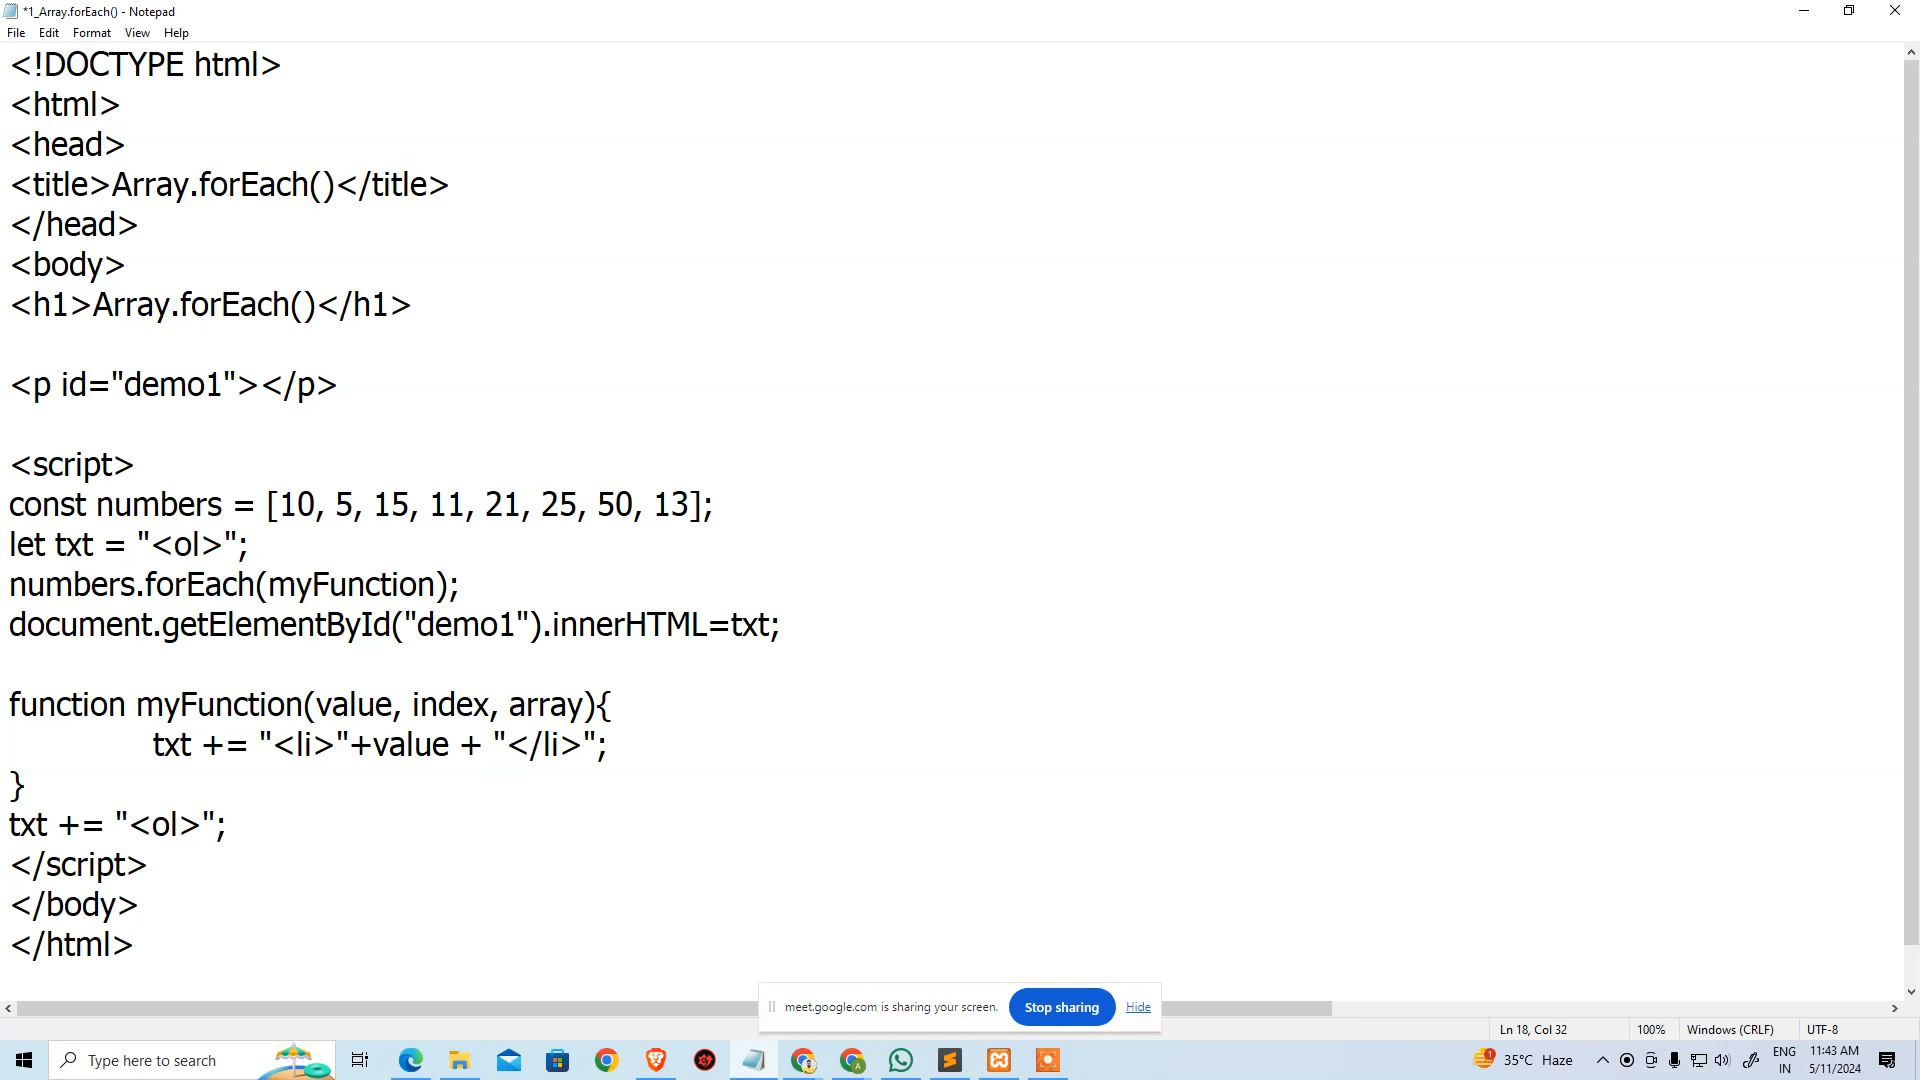 *1_Array.forEach() - Notepad
File Edit Format View Help
<!DOCTYPE html>
<html>
<head>
<title>Array.forEach()</title>
</head>
<body>
<h1>Array.forEach()</h1>
<p id="demo1"></p>
<script>
const numbers = [10, 5, 15, 11, 21, 25, 50, 13];
let txt = "<ol>";
numbers.forEach(myFunction);
document.getElementById("demo1").innerHTML=txt;
function myFunction(value, index, array){
txt += "<li>"+value + "</li>";
}
txt += "<ol>";
</script>
</body>
</html>
meet.google.com is sharing your screen. Stop sharing Hide
Ln 18, Col 32 100% Windows (CRLF) UTF-8
Type here to search
1 35°C Haze
ENG
IN
11:43 AM
5/11/2024